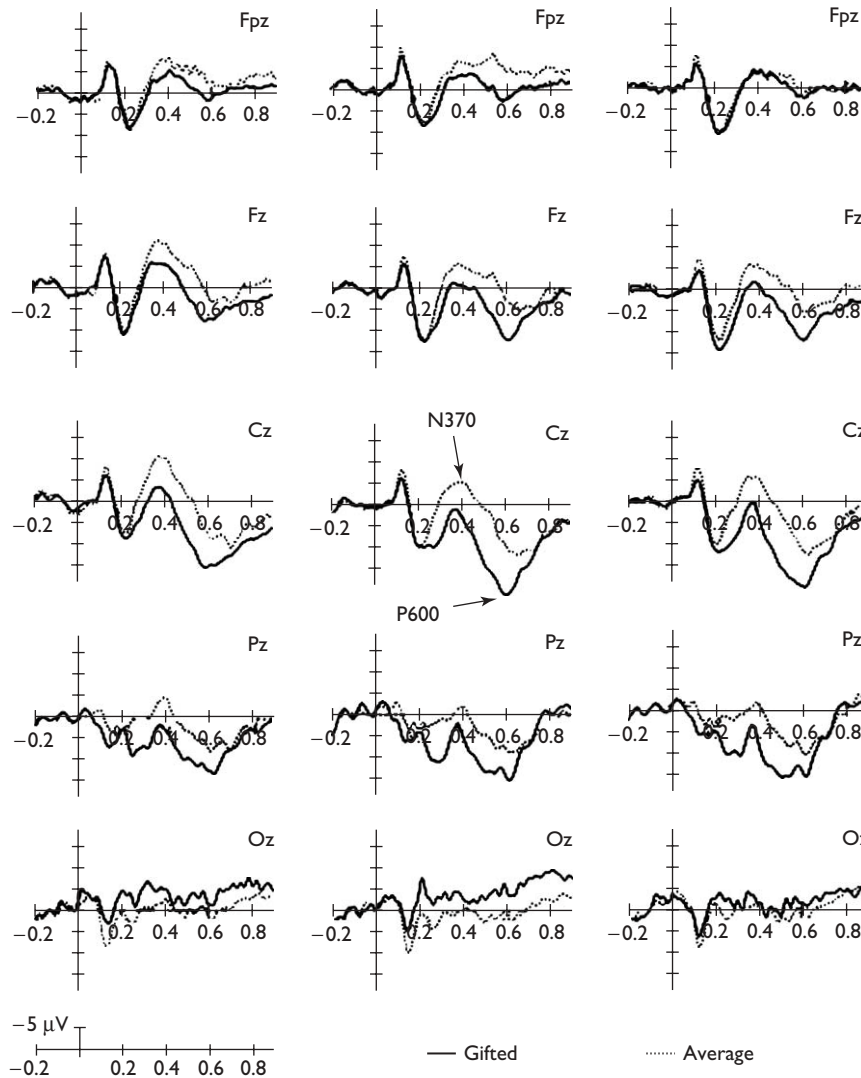 Fpz Fpz Fpz
−0.2 0.2 0.4 0.6 0.8 −0.2 0.2 0.4 0.6 0.8 −0.2 0.2 0.4 0.6 0.8
Fz Fz Fz
−0.2 0.2 0.4 0.6 0.8 −0.2 0.2 0.4 0.6 0.8 −0.2 0.2 0.4 0.6 0.8
N370
Cz Cz Cz
−0.2 0.2 0.4 0.6 0.8 −0.2 0.2 0.4 0.6 0.8 −0.2 0.2 0.4 0.6 0.8
P600
Pz Pz Pz
−0.2 0.2 0.4 0.6 0.8 −0.2 0.2 0.4 0.6 0.8 −0.2 0.2 0.4 0.6 0.8
Oz Oz Oz
−0.2 0.2 0.4 0.6 0.8 −0.2 0.2 0.4 0.6 0.8 −0.2 0.2 0.4 0.6 0.8
−5 μV
−0.2 0.2 0.4 0.6 0.8
Gifted Average